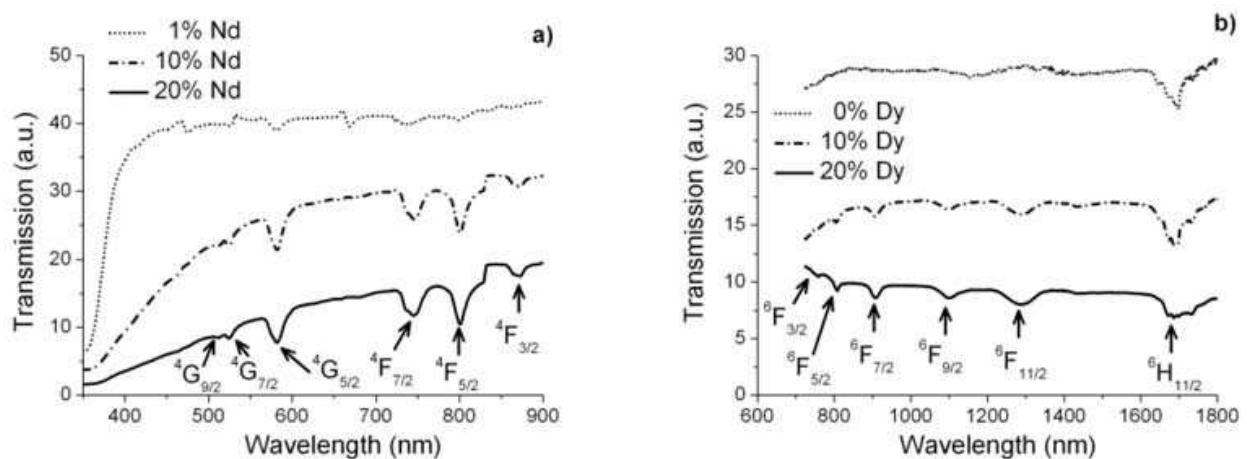 a)
1% Nd
10% Nd
20% Nd
Transmission (a.u.)
50
40
30
20
10
0
⁴G₉/₂
⁴G₇/₂
⁴G₅/₂
⁴F₇/₂
⁴F₅/₂
⁴F₃/₂
400 500 600 700 800 900
Wavelength (nm)
b)
0% Dy
10% Dy
20% Dy
Transmission (a.u.)
30
25
20
15
10
5
0
⁶F₃/₂
⁶F₅/₂
⁶F₇/₂
⁶F₉/₂
⁶F₁₁/₂
⁶H₁₁/₂
600 800 1000 1200 1400 1600 1800
Wavelength (nm)